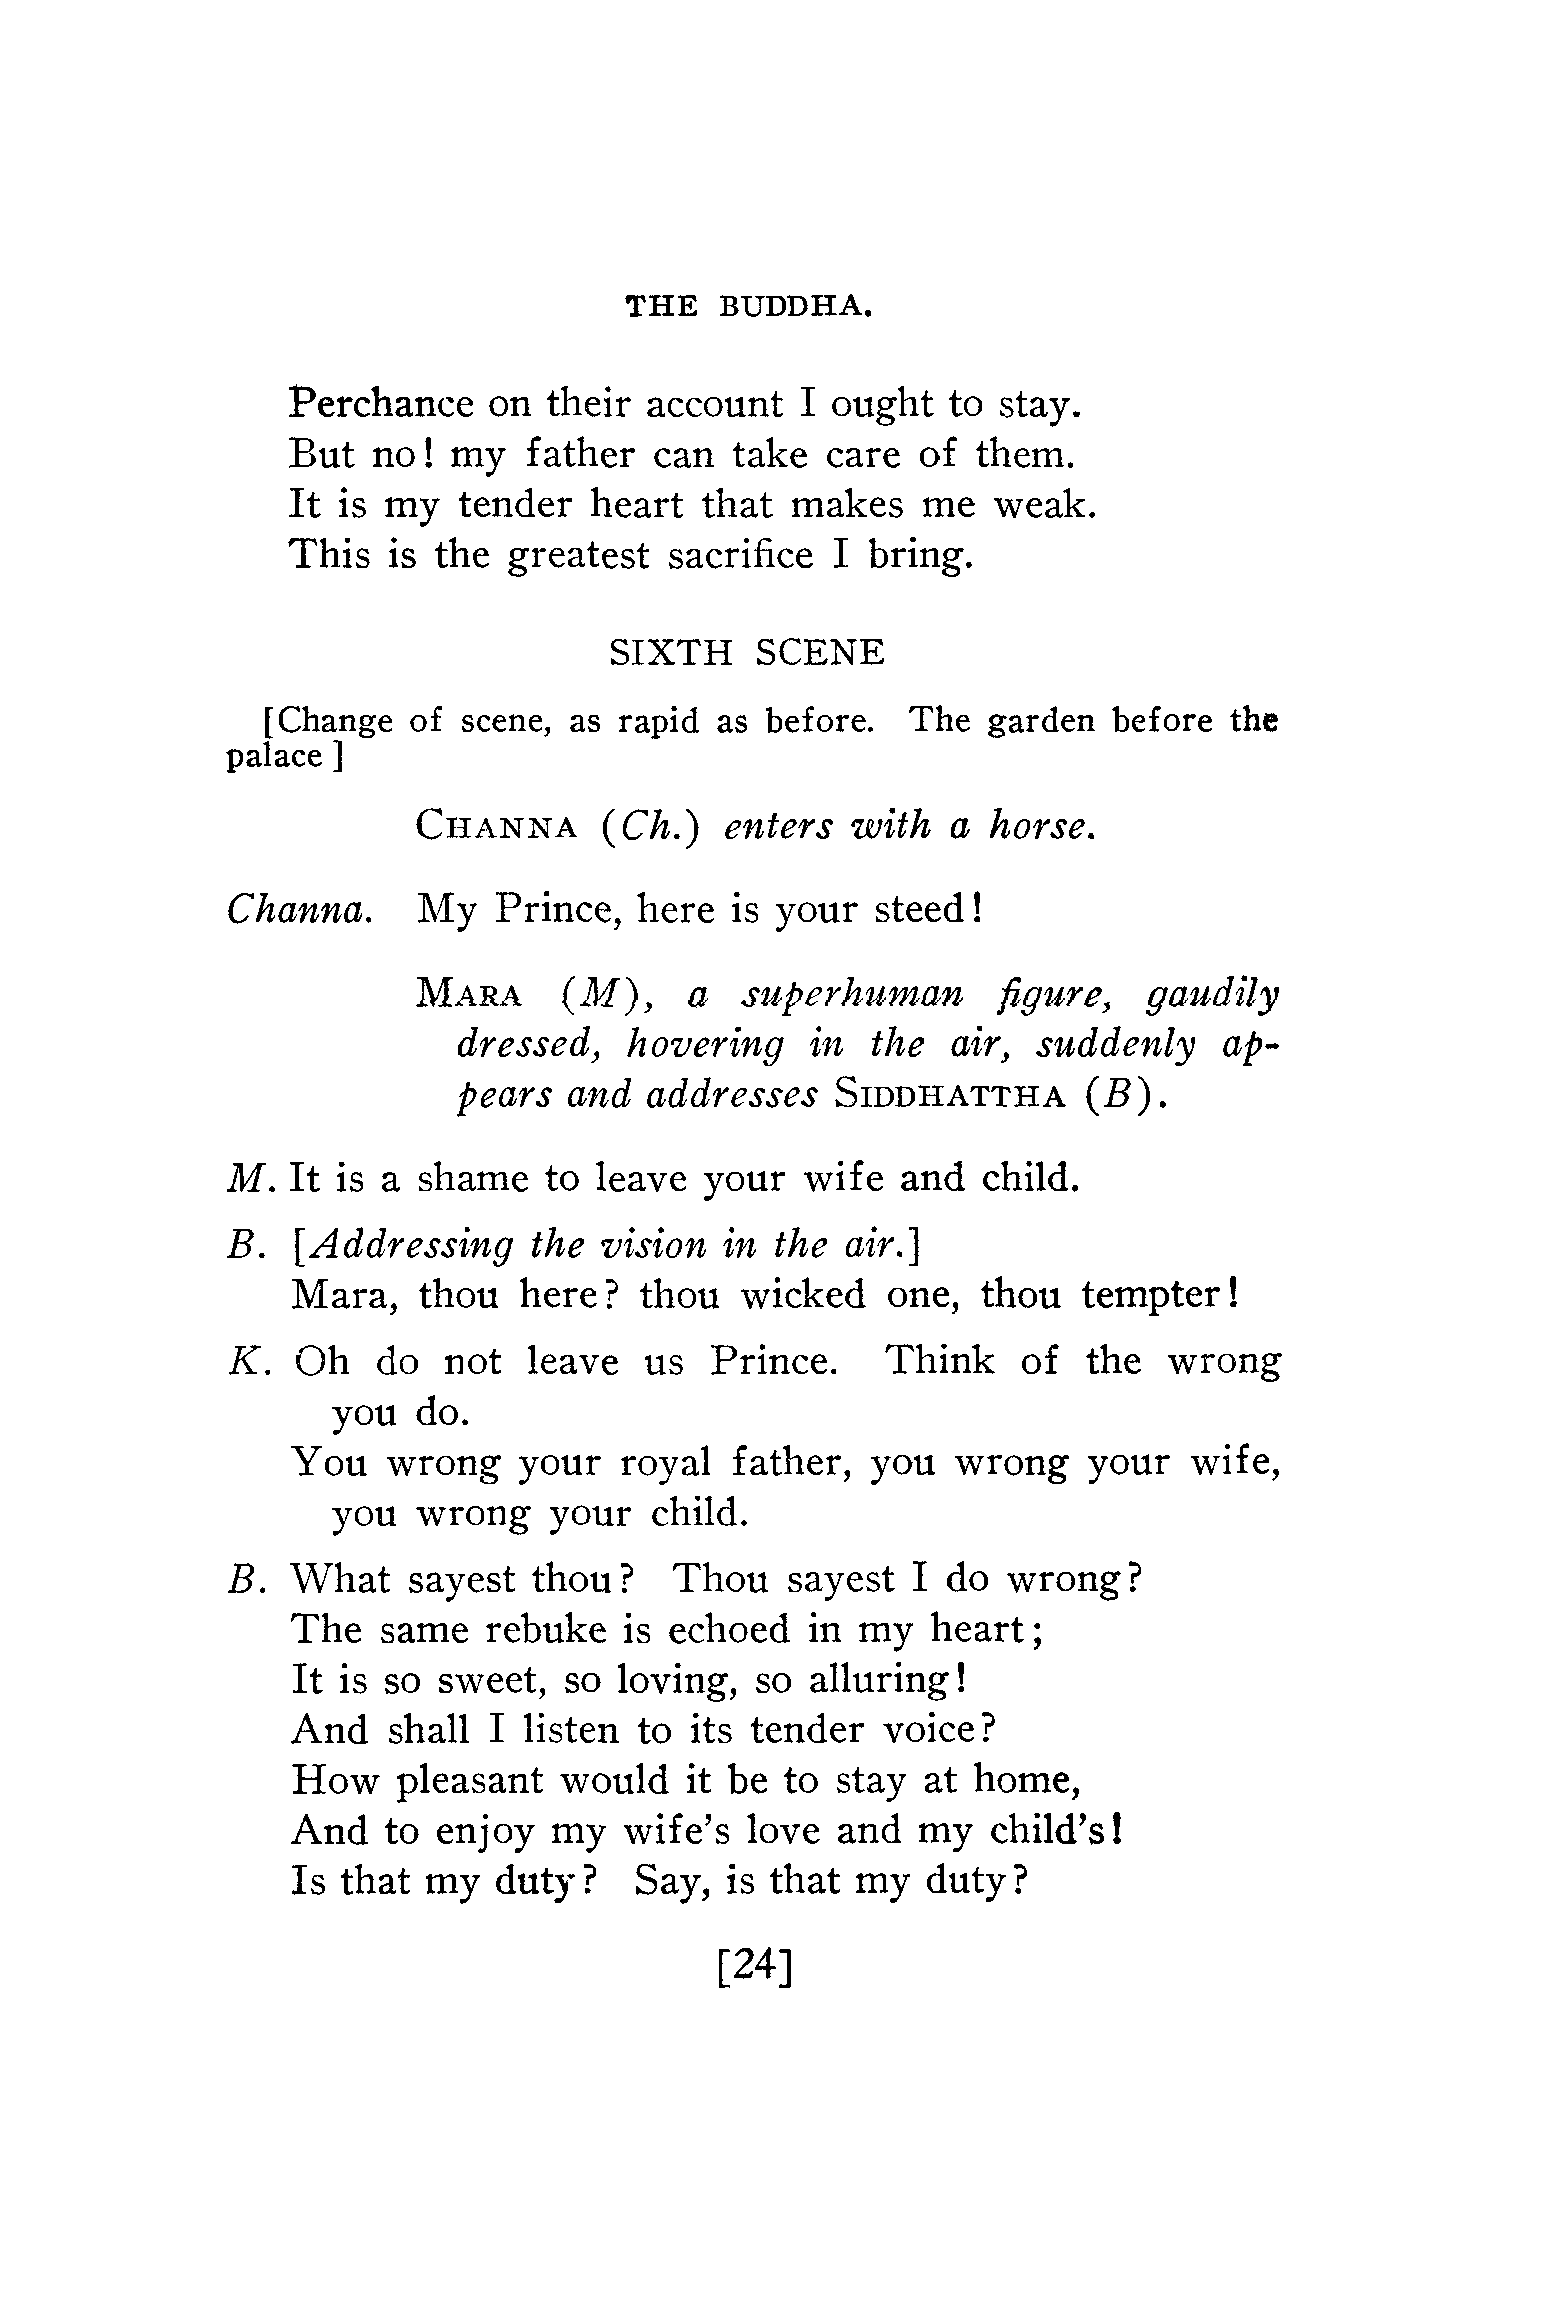 THE BUDDHA.
Perchance on their account I ought to stay.
But no! my father can take care of them.
It is my tender heart that makes me weak.
This is the greatest sacrifice I bring.
SIXTH SCENE
[Change of scene, as rapid as before. The garden before the
palace]
CHANNA (Ch.) enters with a horse.
Channa. My Prince, here is your steed!
MARA (M), a superhuman figure, gaudily
dressed, hovering in the air, suddenly ap-
pears and addresses SIDDHATTHA (B).
M. It is a shame to leave your wife and child.
B. [Addressing the vision in the air.]
Mara, thou here? thou wicked one, thou tempter!
K. Oh do not leave us Prince. Think of the wrong
you do.
You wrong your royal father, you wrong your wife,
you wrong your child.
B. What sayest thou? Thou sayest I do wrong?
The same rebuke is echoed in my heart;
It is so sweet, so loving, so alluring!
And shall I listen to its tender voice?
How pleasant would it be to stay at home,
And to enjoy my wife's love and my child's!
Is that my duty? Say, is that my duty?
[24]